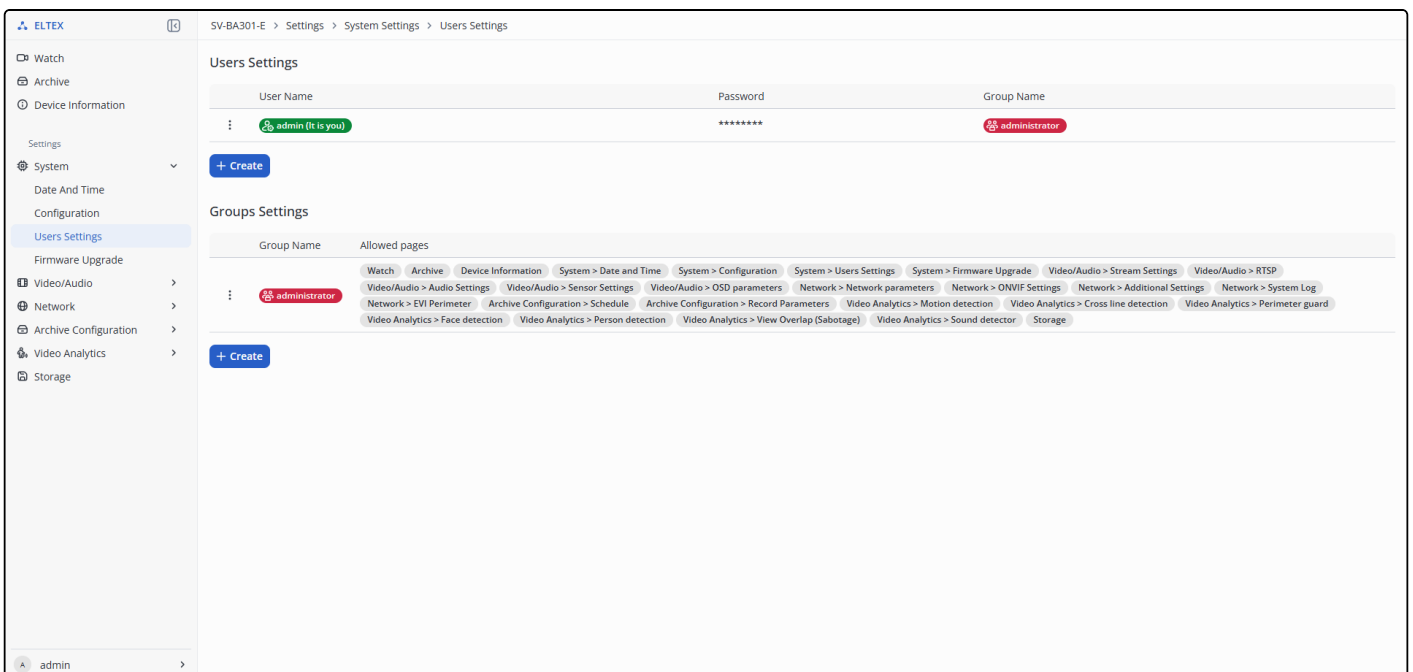 ELTEX
SV-BA301-E > Settings > System Settings > Users Settings
Watch
Archive
Device Information
Settings
System
Date And Time
Configuration
Users Settings
Firmware Upgrade
Video/Audio
Network
Archive Configuration
Video Analytics
Storage
A admin
Users Settings
User Name Password Group Name
admin (It is you) ******** administrator
+ Create
Groups Settings
Group Name Allowed pages
administrator
Watch Archive Device Information System > Date and Time System > Configuration System > Users Settings System > Firmware Upgrade Video/Audio > Stream Settings Video/Audio > RTSP
Video/Audio > Audio Settings Video/Audio > Sensor Settings Video/Audio > OSD parameters Network > Network parameters Network > ONVIF Settings Network > Additional Settings Network > System Log
Network > EVI Perimeter Archive Configuration > Schedule Archive Configuration > Record Parameters Video Analytics > Motion detection Video Analytics > Cross line detection Video Analytics > Perimeter guard
Video Analytics > Face detection Video Analytics > Person detection Video Analytics > View Overlap (Sabotage) Video Analytics > Sound detector Storage
+ Create